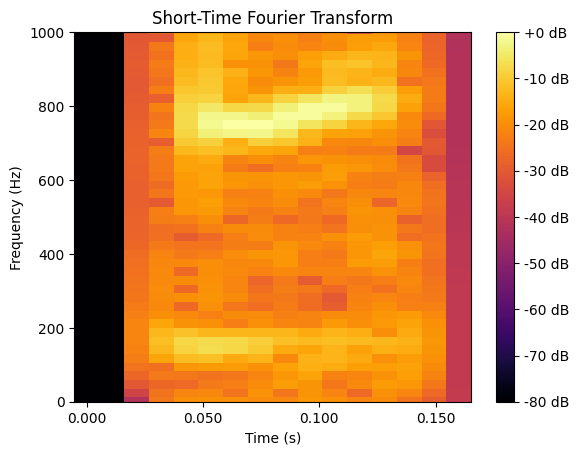 Short-Time Fourier Transform
1000
800
600
400
200
0
Frequency (Hz)
0.000
0.050
0.100
0.150
Time (s)
+0 dB
-10 dB
-20 dB
-30 dB
-40 dB
-50 dB
-60 dB
-70 dB
-80 dB